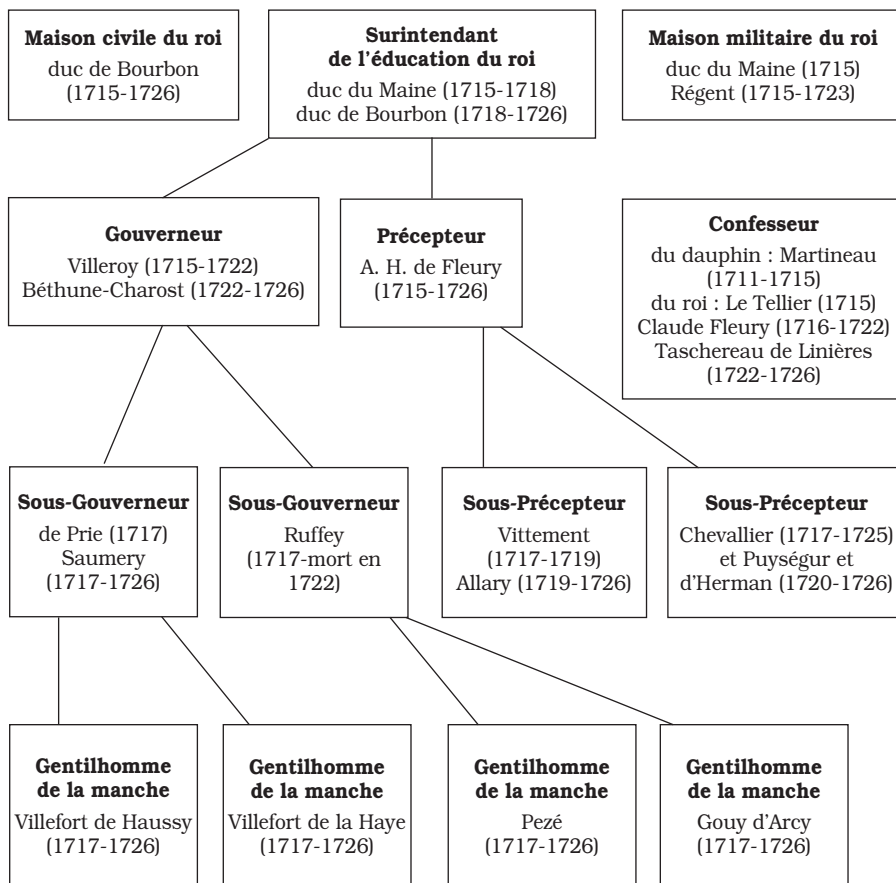 Maison civile du roi
duc de Bourbon
(1715-1726)
Surintendant
de l'éducation du roi
duc du Maine (1715-1718)
duc de Bourbon (1718-1726)
Maison militaire du roi
duc du Maine (1715)
Régent (1715-1723)
Gouverneur
Villeroy (1715-1722)
Béthune-Charost (1722-1726)
Précepteur
A. H. de Fleury
(1715-1726)
Confesseur
du dauphin : Martineau
(1711-1715)
du roi : Le Tellier (1715)
Claude Fleury (1716-1722)
Taschereau de Linières
(1722-1726)
Sous-Gouverneur
de Prie (1717)
Saumery
(1717-1726)
Sous-Gouverneur
Ruffey
(1717-mort en
1722)
Sous-Précepteur
Vittement
(1717-1719)
Allary (1719-1726)
Sous-Précepteur
Chevallier (1717-1725)
et Puységur et
d'Herman (1720-1726)
Gentilhomme
de la manche
Villefort de Haussy
(1717-1726)
Gentilhomme
de la manche
Villefort de la Haye
(1717-1726)
Gentilhomme
de la manche
Pezé
(1717-1726)
Gentilhomme
de la manche
Gouy d'Arcy
(1717-1726)